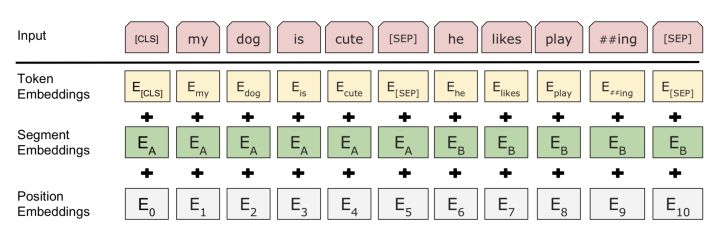 Input [CLS] my dog is cute [SEP] he likes play ##ing [SEP]
Token Embeddings E[CLS] Emy Edog Eis Ecute E[SEP] Ehe Elikes Eplay E##ing E[SEP]
+ + + + + + + + + + +
Segment Embeddings EA EA EA EA EA EA EB EB EB EB EB
+ + + + + + + + + + +
Position Embeddings E0 E1 E2 E3 E4 E5 E6 E7 E8 E9 E10